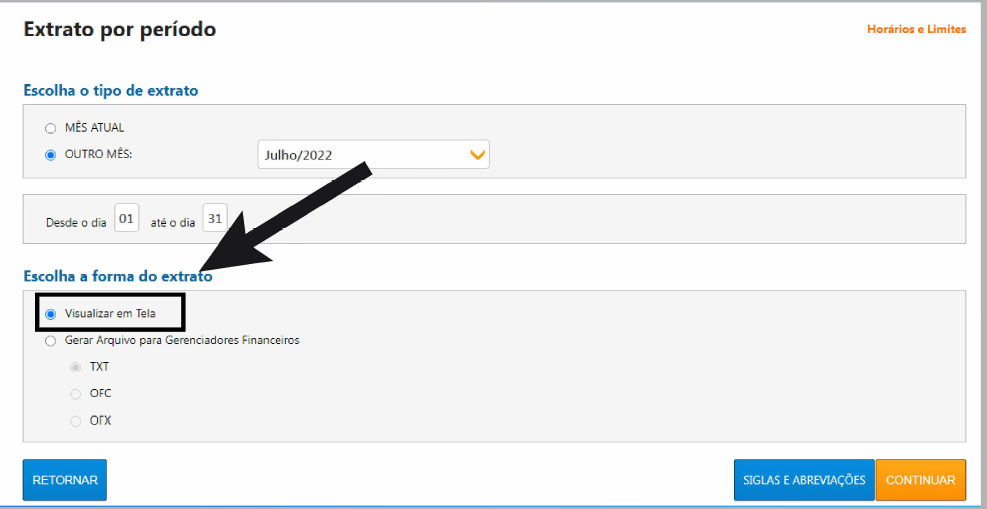 Extrato por período
Horários e Limites
Escolha o tipo de extrato
MÊS ATUAL
OUTRO MÊS:
Julho/2022
Desde o dia 01 até o dia 31
Escolha a forma do extrato
Visualizar em Tela
Gerar Arquivo para Gerenciadores Financeiros
TXT
OFC
OFX
RETORNAR
SIGLAS E ABREVIAÇÕES
CONTINUAR